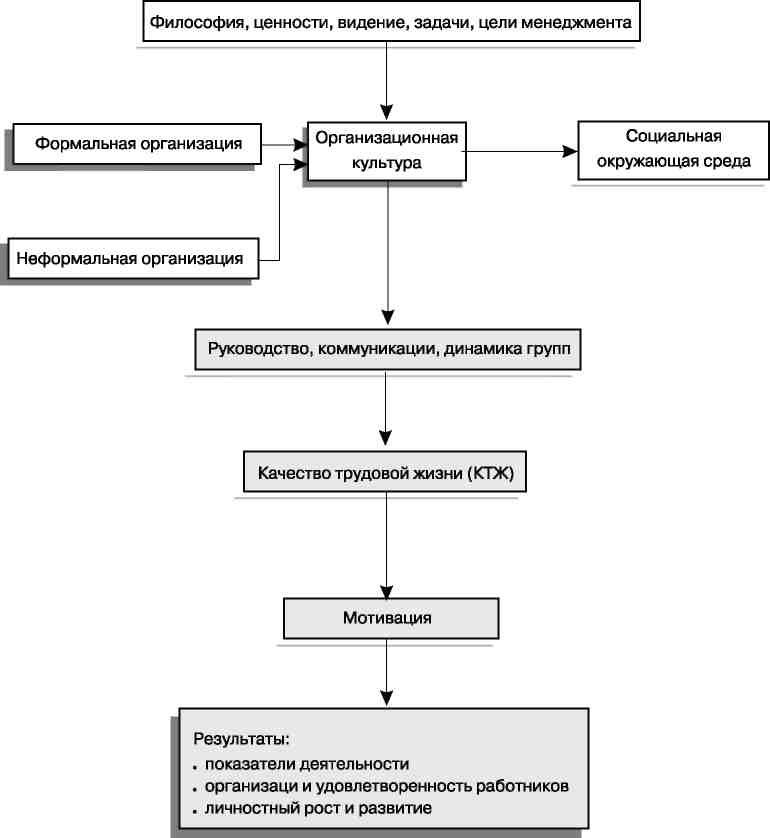 Философия, ценности, видение, задачи, цели менеджмента
Формальная организация
Организационная
культура
Социальная
окружающая среда
Неформальная организация
Руководство, коммуникации, динамика групп
Качество трудовой жизни (КТЖ)
Мотивация
Результаты:
• показатели деятельности
• организаци и удовлетворенность работников
• личностный рост и развитие